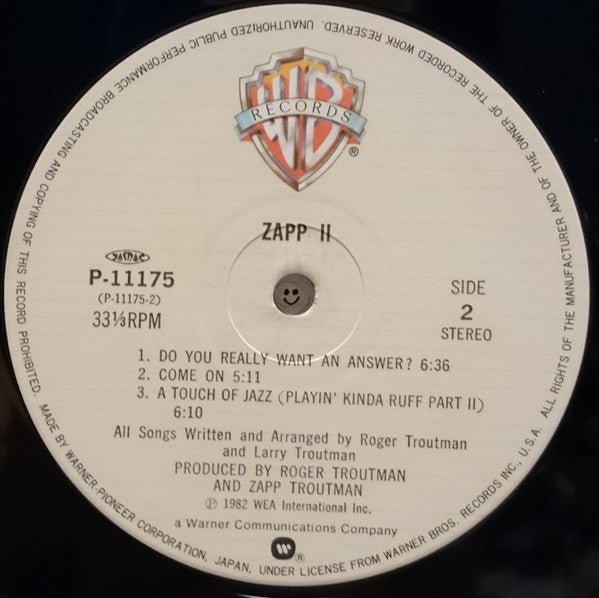 ALL RIGHTS OF THE MANUFACTURER AND OF THE OWNER OF THE RECORDED WORK RESERVED. UNAUTHORIZED PUBLIC PERFORMANCE BROADCASTING AND COPYING OF THIS RECORD PROHIBITED. MADE BY WARNER-PIONEER CORPORATION, JAPAN, UNDER LICENSE FROM WARNER BROS. RECORDS INC., U.S.A.
WB
RECORDS
®
ZAPP II
JASRAC
P-11175
(P-11175-2)
33⅓RPM
SIDE
2
STEREO
1. DO YOU REALLY WANT AN ANSWER? 6:36
2. COME ON 5:11
3. A TOUCH OF JAZZ (PLAYIN' KINDA RUFF PART II)
6:10
All Songs Written and Arranged by Roger Troutman
and Larry Troutman
PRODUCED BY ROGER TROUTMAN
AND ZAPP TROUTMAN
℗ 1982 WEA International Inc.
a Warner Communications Company
®